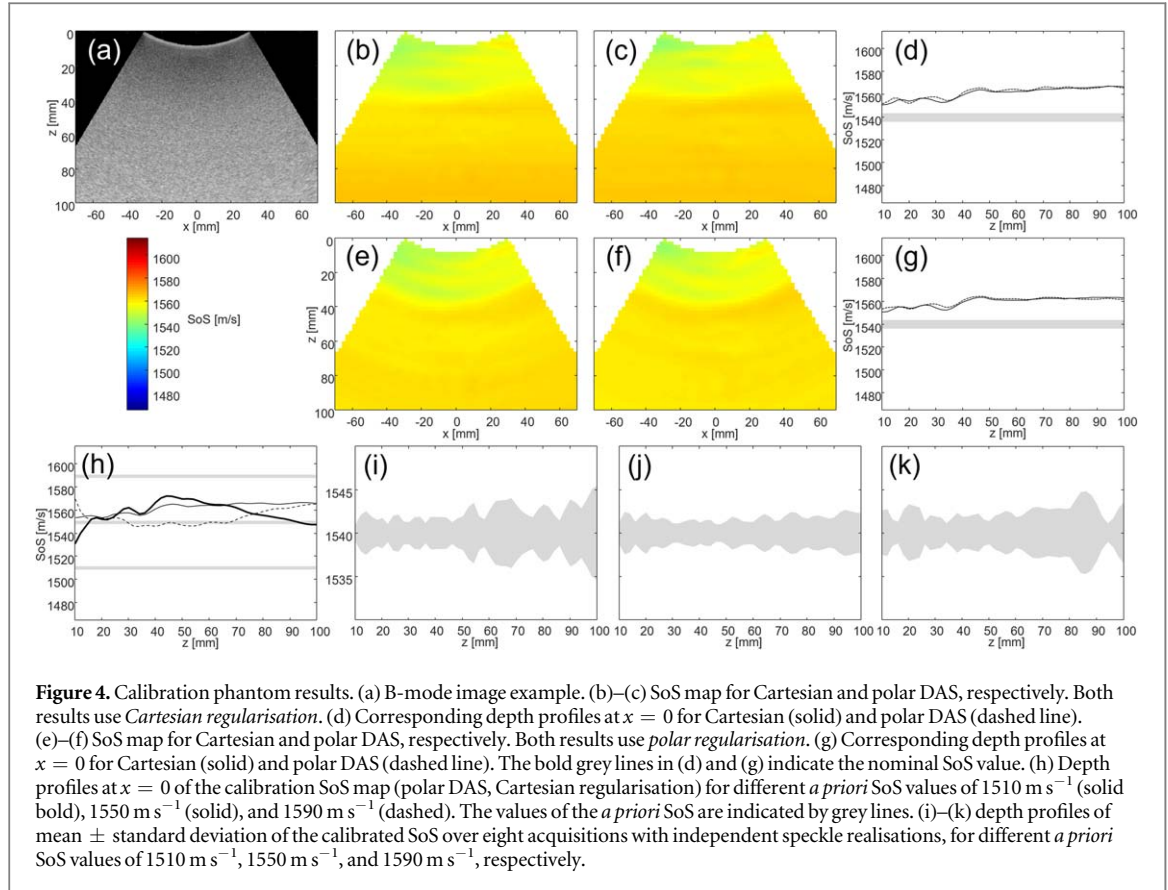 (a) (b) (c) (d)
0
20
40
60
80
100
z [mm]
-60 -40 -20 0 20 40 60
x [mm]
-60 -40 -20 0 20 40 60
x [mm]
-60 -40 -20 0 20 40 60
x [mm]
1600
1580
1560
1540
1520
1500
1480
SoS [m/s]
10 20 30 40 50 60 70 80 90 100
z [mm]
1600
1580
1560
1540
1520
1500
1480
SoS [m/s]
(e) (f) (g)
0
20
40
60
80
100
z [mm]
-60 -40 -20 0 20 40 60
x [mm]
-60 -40 -20 0 20 40 60
x [mm]
1600
1580
1560
1540
1520
1500
1480
SoS [m/s]
10 20 30 40 50 60 70 80 90 100
z [mm]
(h) (i) (j) (k)
1600
1580
1560
1550
1520
1500
1480
SoS [m/s]
10 20 30 40 50 60 70 80 90 100
z [mm]
1545
1540
1535
10 20 30 40 50 60 70 80 90 100
z [mm]
10 20 30 40 50 60 70 80 90 100
z [mm]
10 20 30 40 50 60 70 80 90 100
z [mm]
Figure 4. Calibration phantom results. (a) B-mode image example. (b)–(c) SoS map for Cartesian and polar DAS, respectively. Both
results use Cartesian regularisation. (d) Corresponding depth profiles at x = 0 for Cartesian (solid) and polar DAS (dashed line).
(e)–(f) SoS map for Cartesian and polar DAS, respectively. Both results use polar regularisation. (g) Corresponding depth profiles at
x = 0 for Cartesian (solid) and polar DAS (dashed line). The bold grey lines in (d) and (g) indicate the nominal SoS value. (h) Depth
profiles at x = 0 of the calibration SoS map (polar DAS, Cartesian regularisation) for different a priori SoS values of 1510 m s⁻¹ (solid
bold), 1550 m s⁻¹ (solid), and 1590 m s⁻¹ (dashed). The values of the a priori SoS are indicated by grey lines. (i)–(k) depth profiles of
mean ± standard deviation of the calibrated SoS over eight acquisitions with independent speckle realisations, for different a priori
SoS values of 1510 m s⁻¹, 1550 m s⁻¹, and 1590 m s⁻¹, respectively.